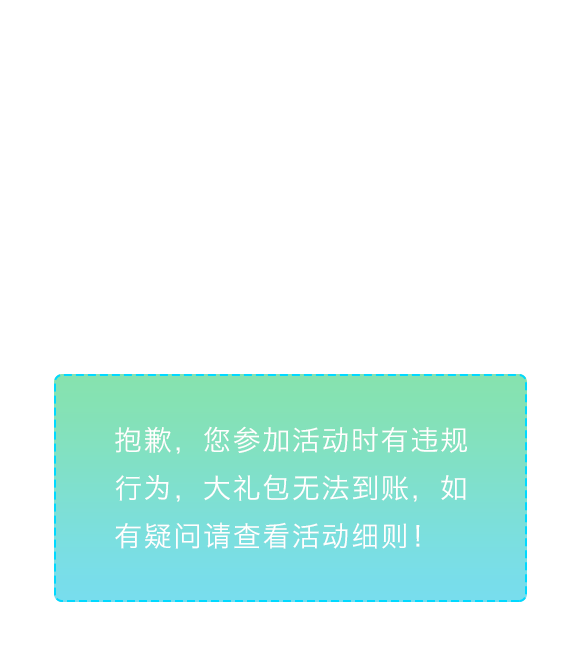 抱歉，您参加活动时有违规
行为，大礼包无法到账，如
有疑问请查看活动细则！